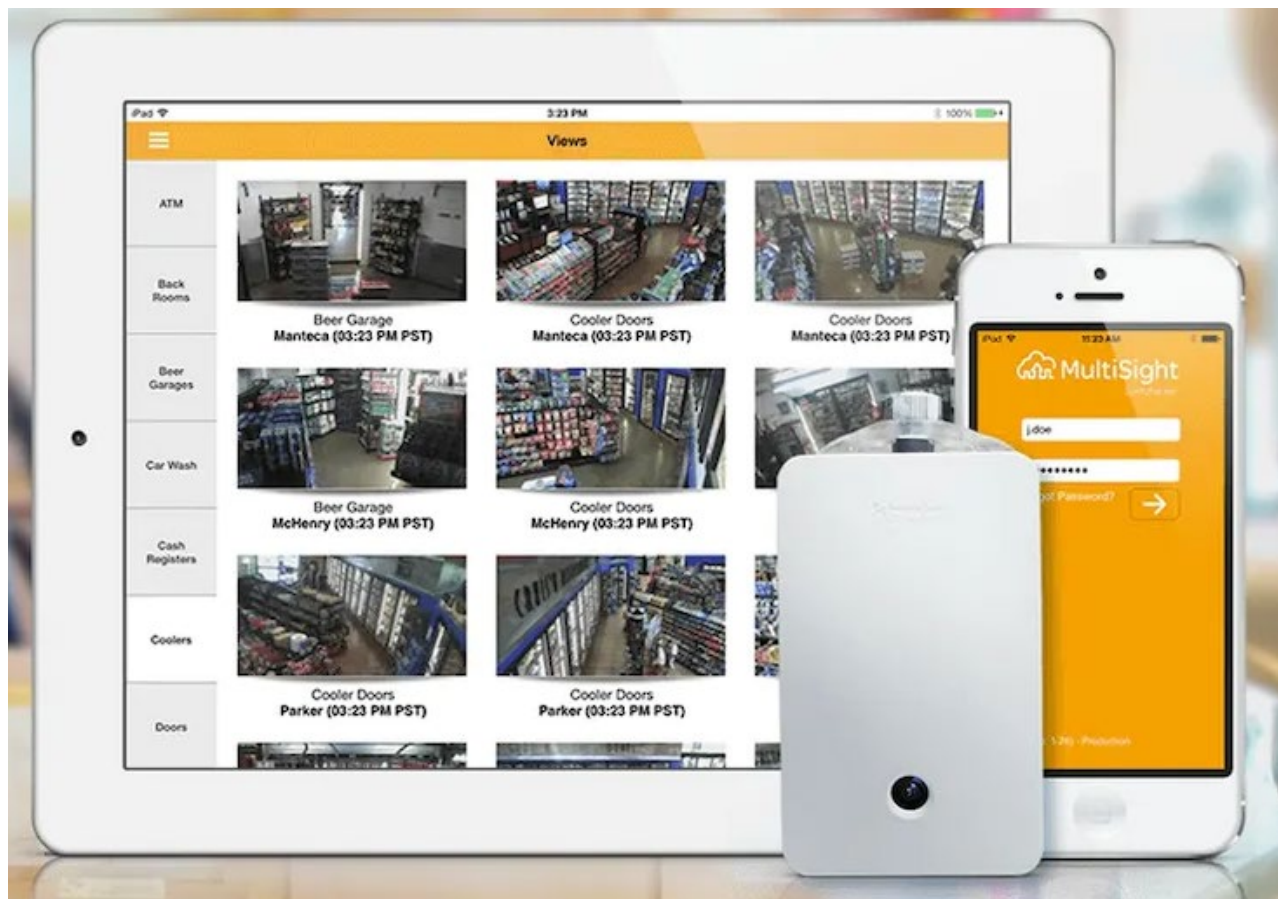 iPad
3:23 PM
100%
Views
ATM
Back
Rooms
Beer
Garages
Car Wash
Cash
Registers
Coolers
Doors
Beer Garage
Manteca (03:23 PM PST)
Cooler Doors
Manteca (03:23 PM PST)
Cooler Doors
Manteca (03:23 PM PST)
Beer Garage
McHenry (03:23 PM PST)
Cooler Doors
McHenry (03:23 PM PST)
Cooler Doors
Parker (03:23 PM PST)
Cooler Doors
Parker (03:23 PM PST)
iPad
11:23 AM
MultiSight
j.doe
•••••••••
Password?
- Production